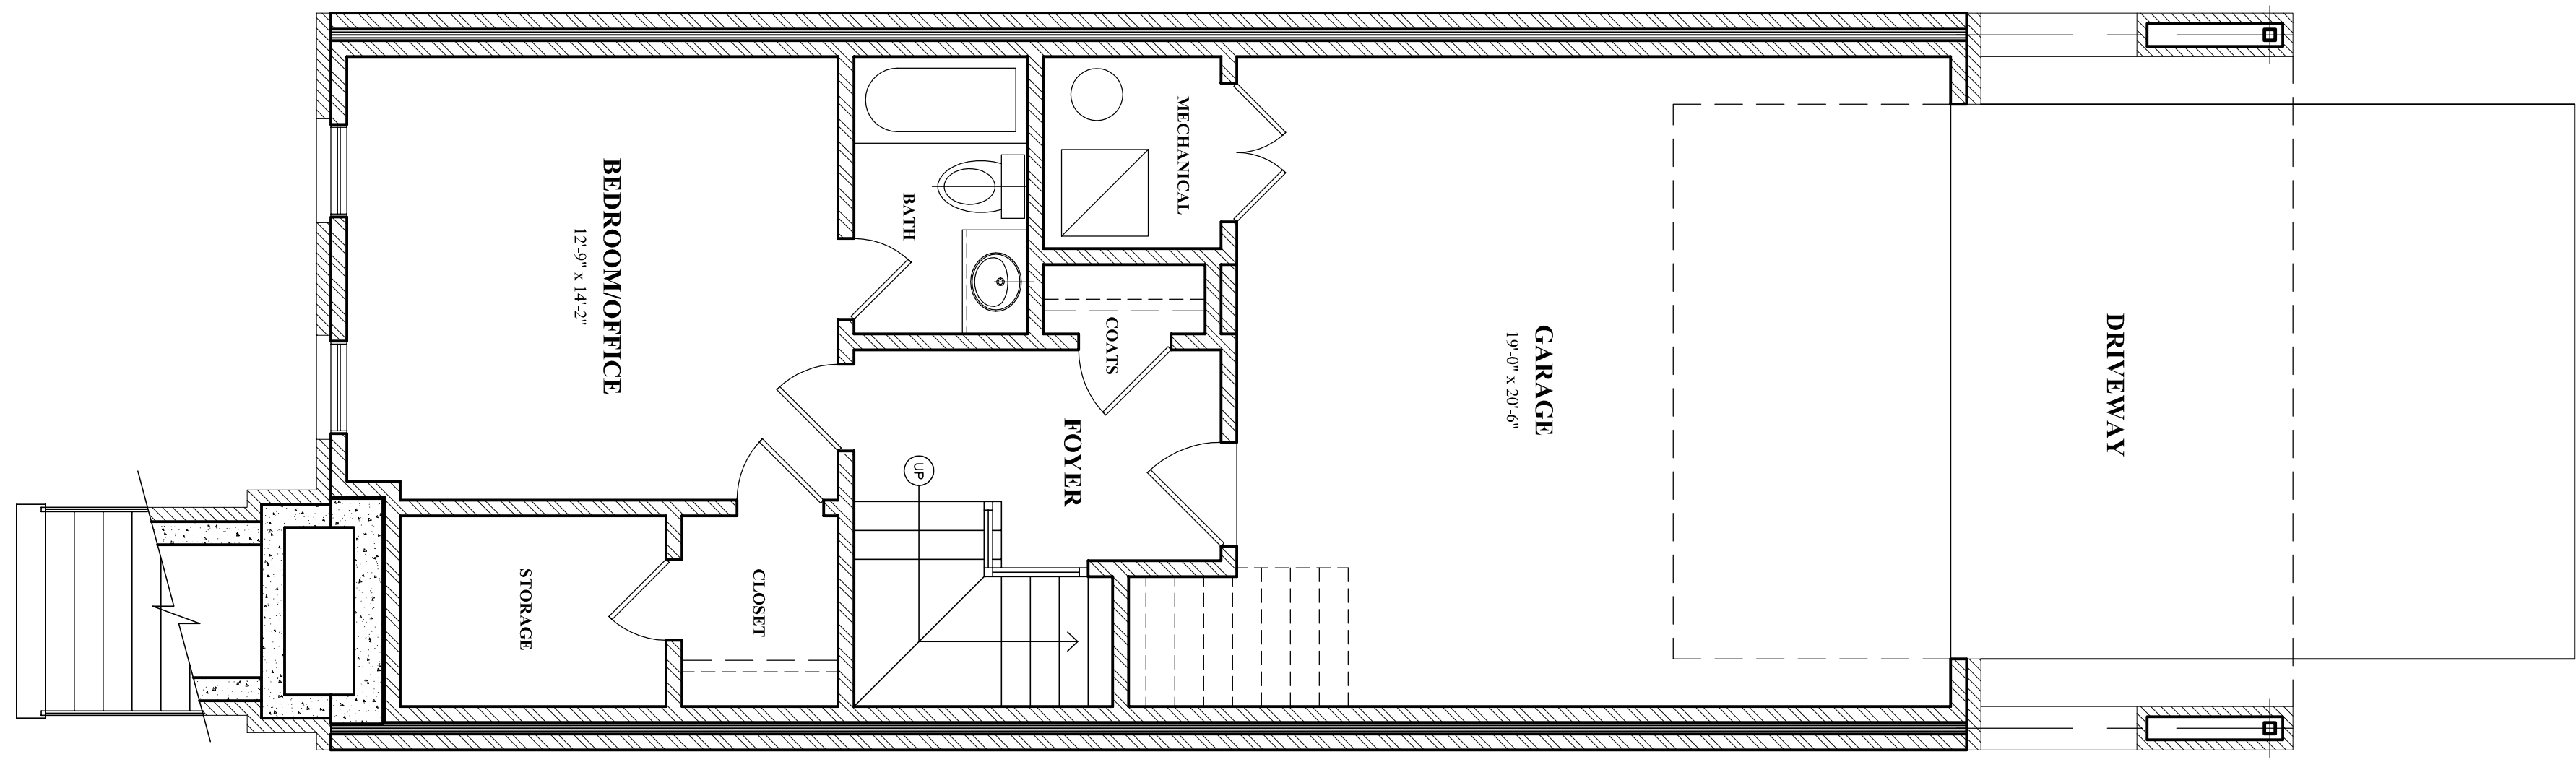 BEDROOM/OFFICE
12'-9" x 14'-2"
BATH
MECHANICAL
COATS
FOYER
UP
STORAGE
CLOSET
GARAGE
19'-0" x 20'-6"
DRIVEWAY